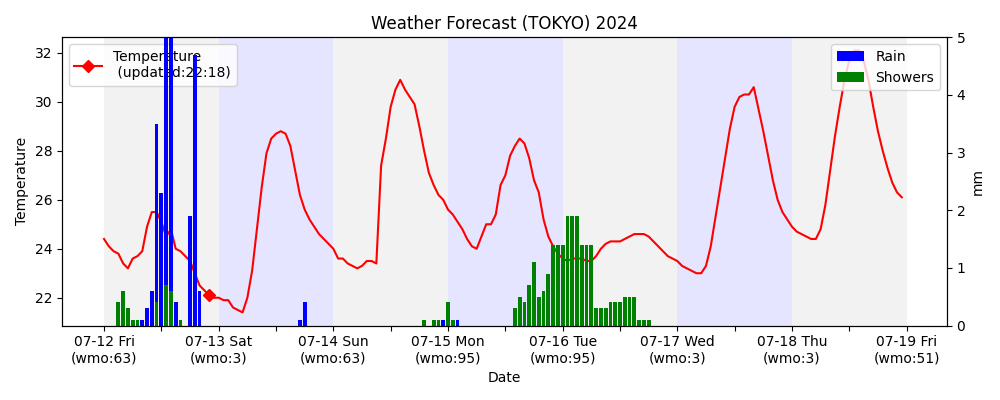 Weather Forecast (TOKYO) 2024
Temperature
(updated:22:18)
Rain
Showers
Temperature
32
30
28
26
24
22
5
4
3
2
1
0
mm
07-12 Fri
(wmo:63)
07-13 Sat
(wmo:3)
07-14 Sun
(wmo:63)
07-15 Mon
(wmo:95)
07-16 Tue
(wmo:95)
07-17 Wed
(wmo:3)
07-18 Thu
(wmo:3)
07-19 Fri
(wmo:51)
Date